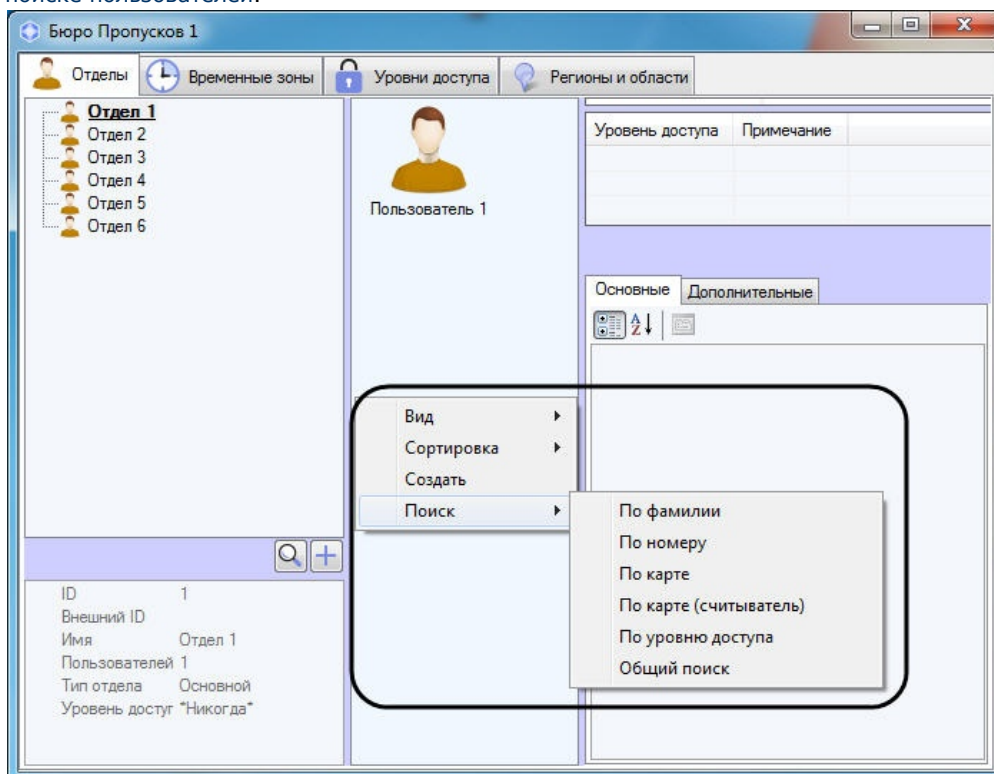 поиске пользователей.
Бюро Пропусков 1
Отделы Временные зоны Уровни доступа Регионы и области
Отдел 1
Отдел 2
Отдел 3
Отдел 4
Отдел 5
Отдел 6
ID 1
Внешний ID
Имя Отдел 1
Пользователей 1
Тип отдела Основной
Уровень достуг *Никогда*
Пользователь 1
Уровень доступа Примечание
Основные Дополнительные
Вид
Сортировка
Создать
Поиск
По фамилии
По номеру
По карте
По карте (считыватель)
По уровню доступа
Общий поиск